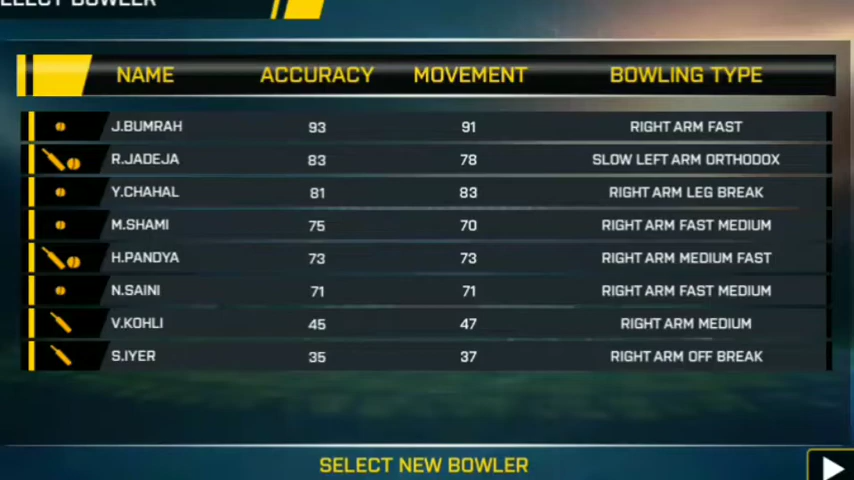 SELECT BOWLER
NAME ACCURACY MOVEMENT BOWLING TYPE
J.BUMRAH 93 91 RIGHT ARM FAST
R.JADEJA 83 78 SLOW LEFT ARM ORTHODOX
Y.CHAHAL 81 83 RIGHT ARM LEG BREAK
M.SHAMI 75 70 RIGHT ARM FAST MEDIUM
H.PANDYA 73 73 RIGHT ARM MEDIUM FAST
N.SAINI 71 71 RIGHT ARM FAST MEDIUM
V.KOHLI 45 47 RIGHT ARM MEDIUM
S.IYER 35 37 RIGHT ARM OFF BREAK
SELECT NEW BOWLER